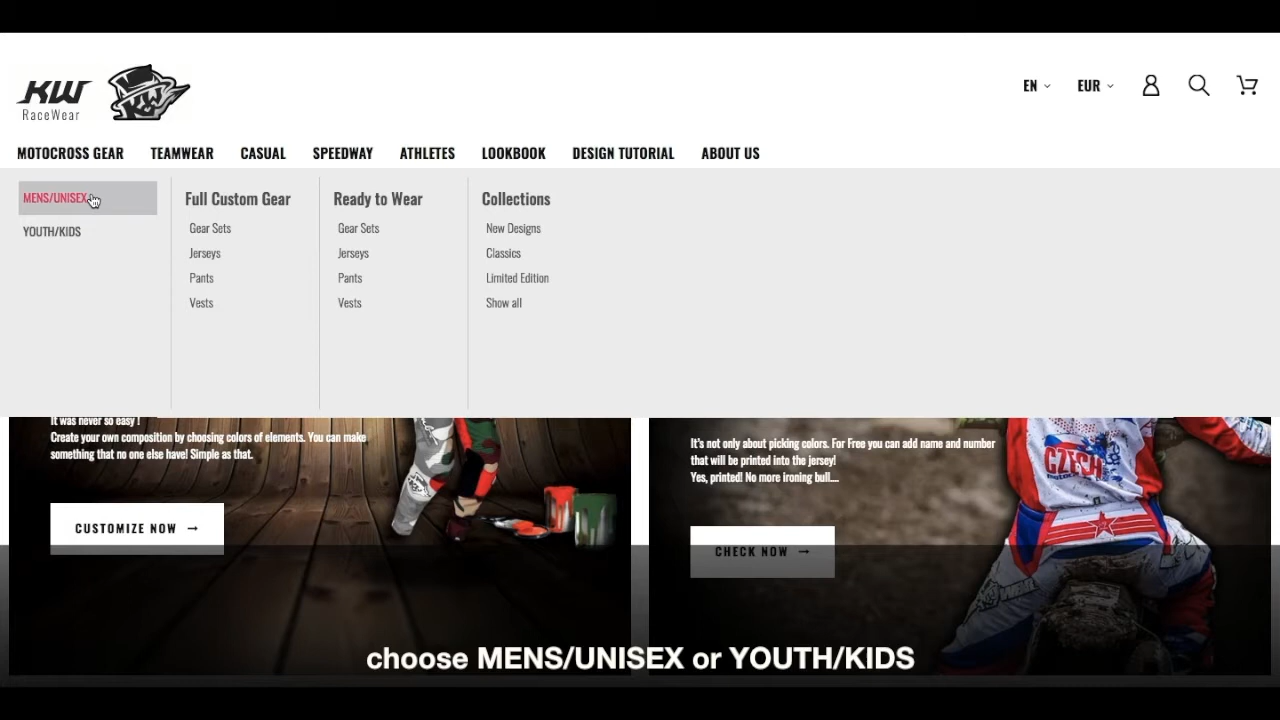 KW
RaceWear
KW
EN
EUR
MOTOCROSS GEAR
TEAMWEAR
CASUAL
SPEEDWAY
ATHLETES
LOOKBOOK
DESIGN TUTORIAL
ABOUT US
MENS/UNISEX
YOUTH/KIDS
Full Custom Gear
Gear Sets
Jerseys
Pants
Vests
Ready to Wear
Gear Sets
Jerseys
Pants
Vests
Collections
New Designs
Classics
Limited Edition
Show all
It was never so easy !
Create your own composition by choosing colors of elements. You can make
something that no one else have! Simple as that.
CUSTOMIZE NOW →
It's not only about picking colors. For Free you can add name and number
that will be printed into the jersey!
Yes, printed! No more ironing bull....
CHECK NOW →
CZECH
choose MENS/UNISEX or YOUTH/KIDS